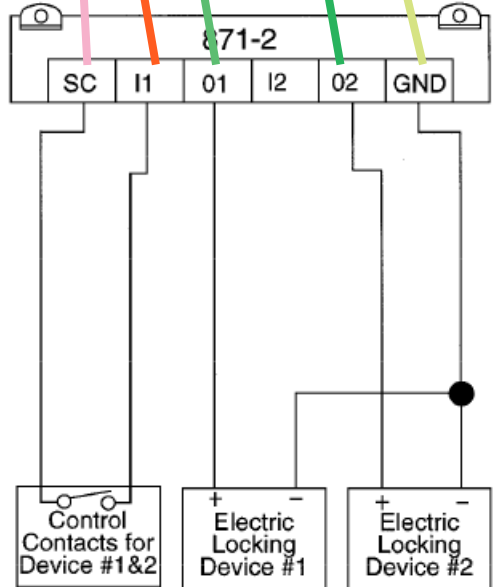 871-2
SC I1 01 I2 02 GND
+ − + −
Control
Contacts for
Device #1&2
Electric
Locking
Device #1
Electric
Locking
Device #2